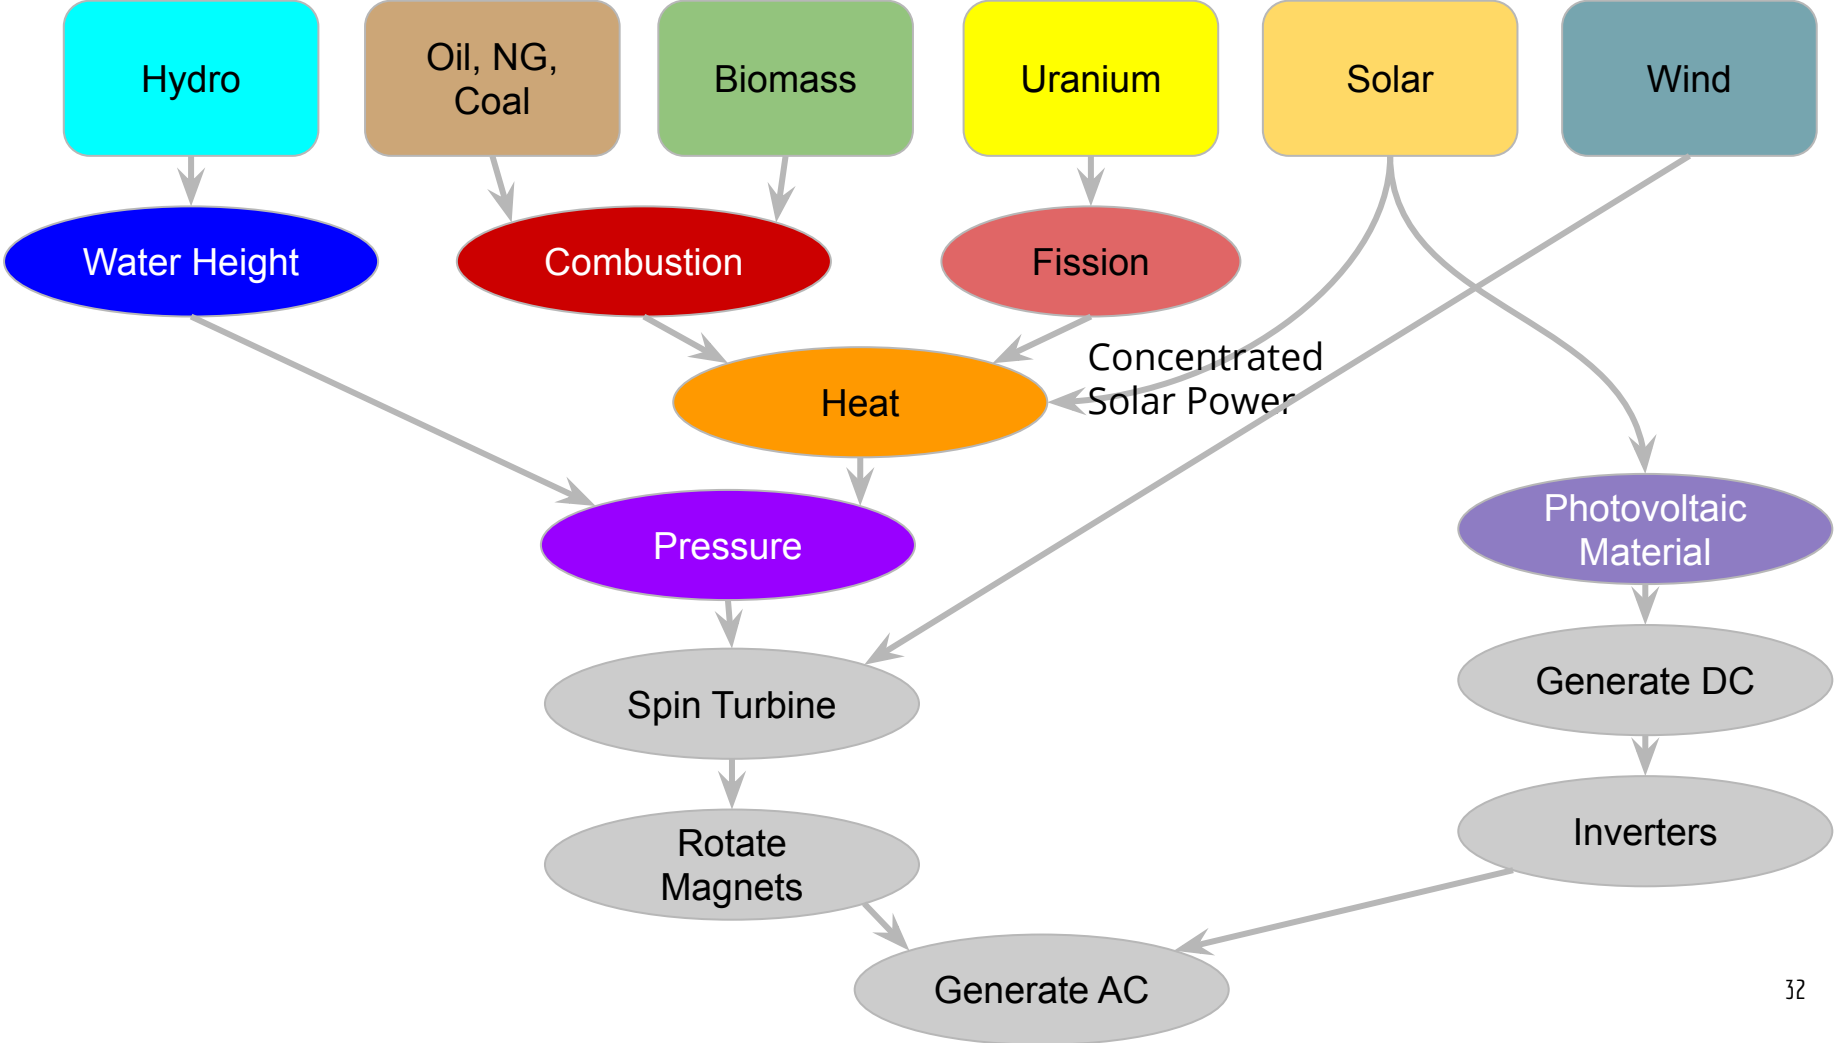 Hydro
Oil, NG,
Coal
Biomass
Uranium
Solar
Wind
Water Height
Combustion
Fission
Concentrated
Solar Power
Heat
Pressure
Photovoltaic
Material
Spin Turbine
Generate DC
Rotate
Magnets
Inverters
Generate AC
32